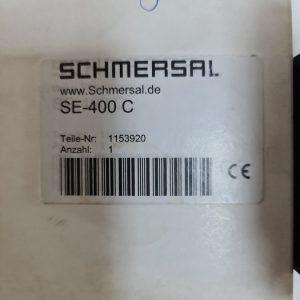 SCHMERSAL
www.Schmersal.de
SE-400 C
Teile-Nr: 1153920
Anzahl: 1
CE